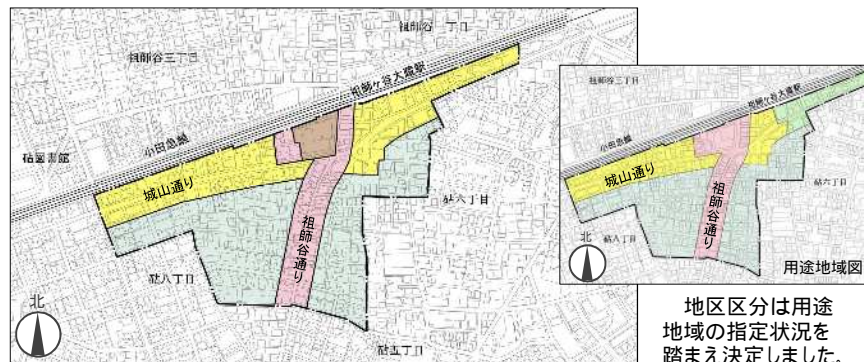 祖師谷一丁目
祖師谷三丁目
祖師ヶ谷大蔵駅
小田急線
砧図書館
城山通り
祖師谷通り
砧六丁目
砧八丁目
北
砧五丁目
祖師谷三丁目
祖師ヶ谷大蔵駅
小田急線
城山通り
砧六丁目
祖師谷通り
砧八丁目
北
用途地域図
地区区分は用途
地域の指定状況を
踏まえ決定しました。